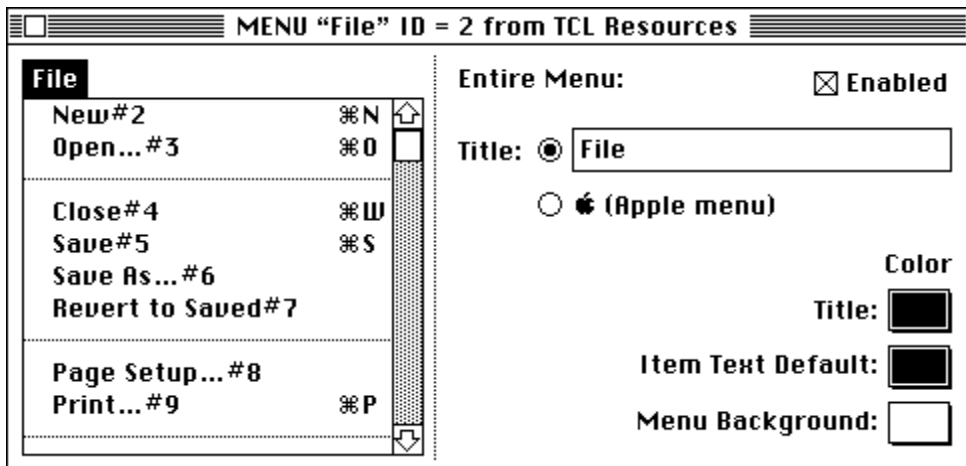 MENU “File” ID = 2 from TCL Resources
File
New#2 ⌘N
Open...#3 ⌘O
Close#4 ⌘W
Save#5 ⌘S
Save As...#6
Revert to Saved#7
Page Setup...#8
Print...#9 ⌘P
Entire Menu:
Enabled
Title: File
(Apple menu)
Color
Title:
Item Text Default:
Menu Background: